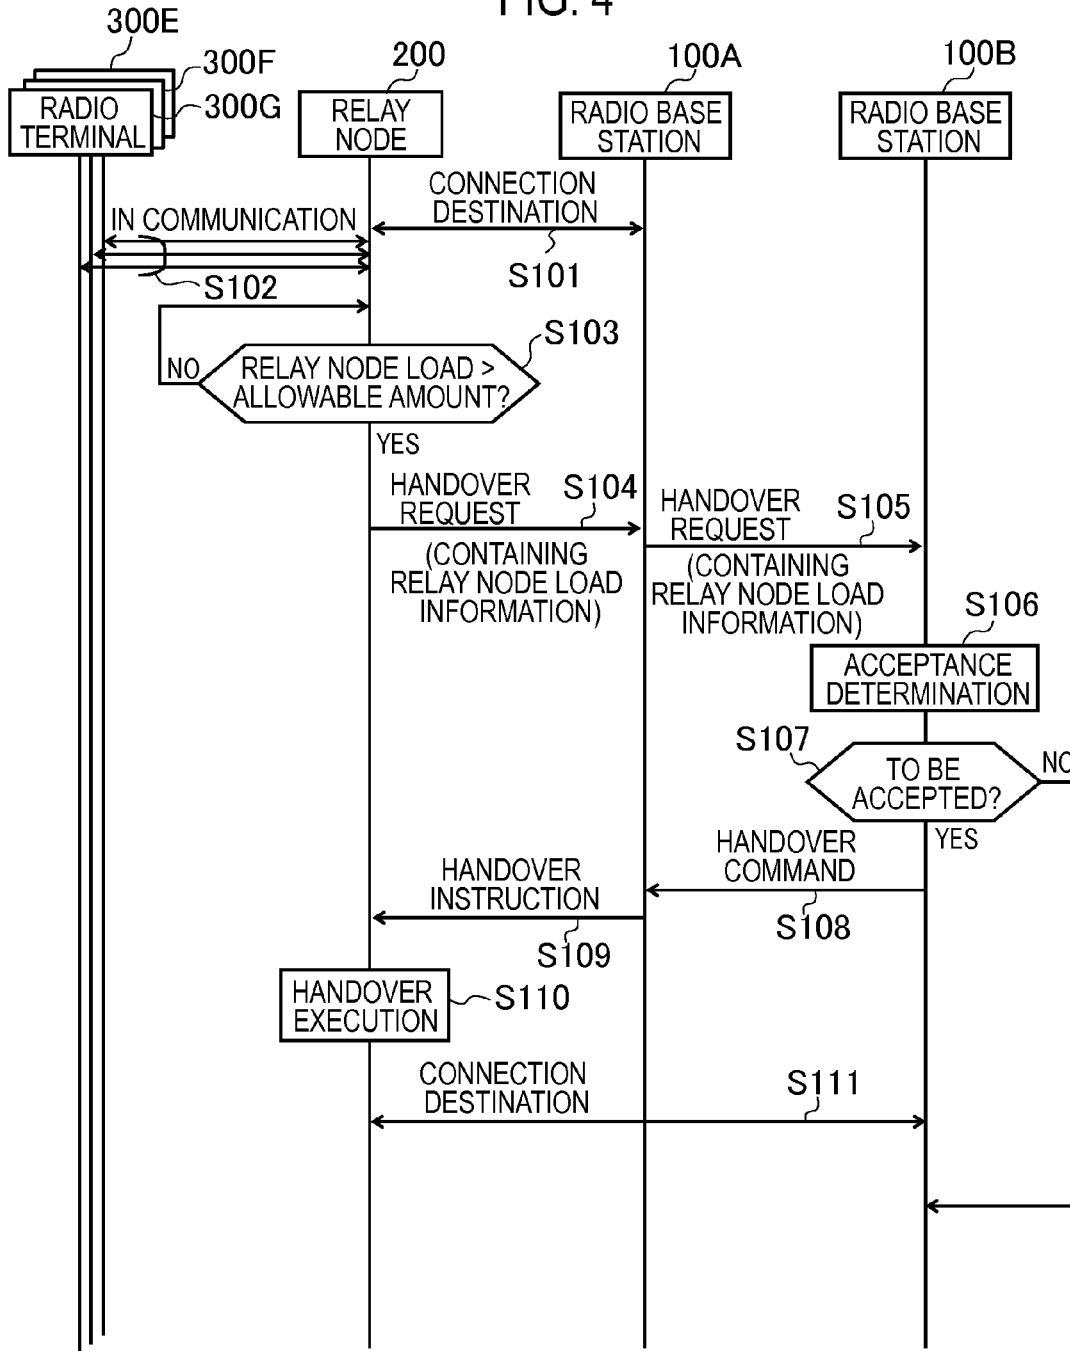 FIG. 4
300E
300F
300G
200
100A
100B
RADIO
TERMINAL
RELAY
NODE
RADIO BASE
STATION
RADIO BASE
STATION
CONNECTION
DESTINATION
S101
IN COMMUNICATION
S102
S103
NO
RELAY NODE LOAD >
ALLOWABLE AMOUNT?
YES
HANDOVER
REQUEST
S104
(CONTAINING
RELAY NODE LOAD
INFORMATION)
HANDOVER
REQUEST
S105
(CONTAINING
RELAY NODE LOAD
INFORMATION)
S106
ACCEPTANCE
DETERMINATION
S107
TO BE
ACCEPTED?
NO
YES
HANDOVER
COMMAND
S108
HANDOVER
INSTRUCTION
S109
HANDOVER
EXECUTION
S110
CONNECTION
DESTINATION
S111